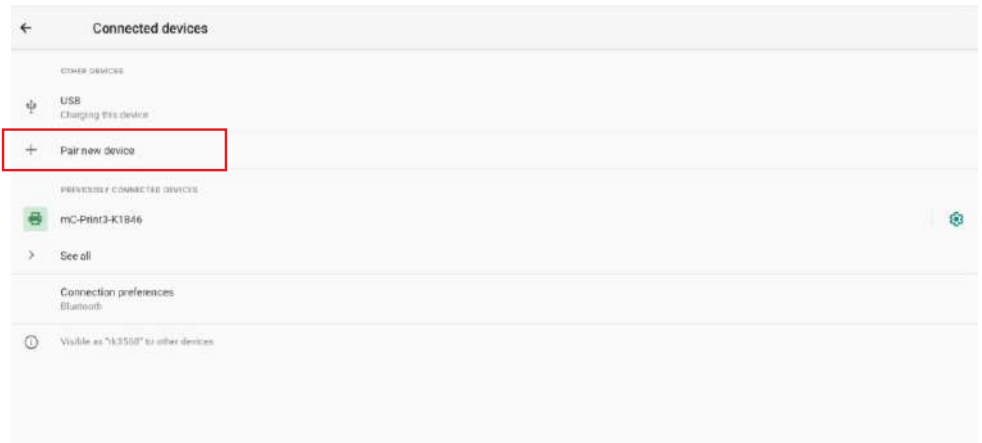 Connected devices
OTHER DEVICES
USB
Charging this device
Pair new device
PREVIOUSLY CONNECTED DEVICES
mC-Print3-K1846
See all
Connection preferences
Bluetooth
Visible as "rk3568" to other devices